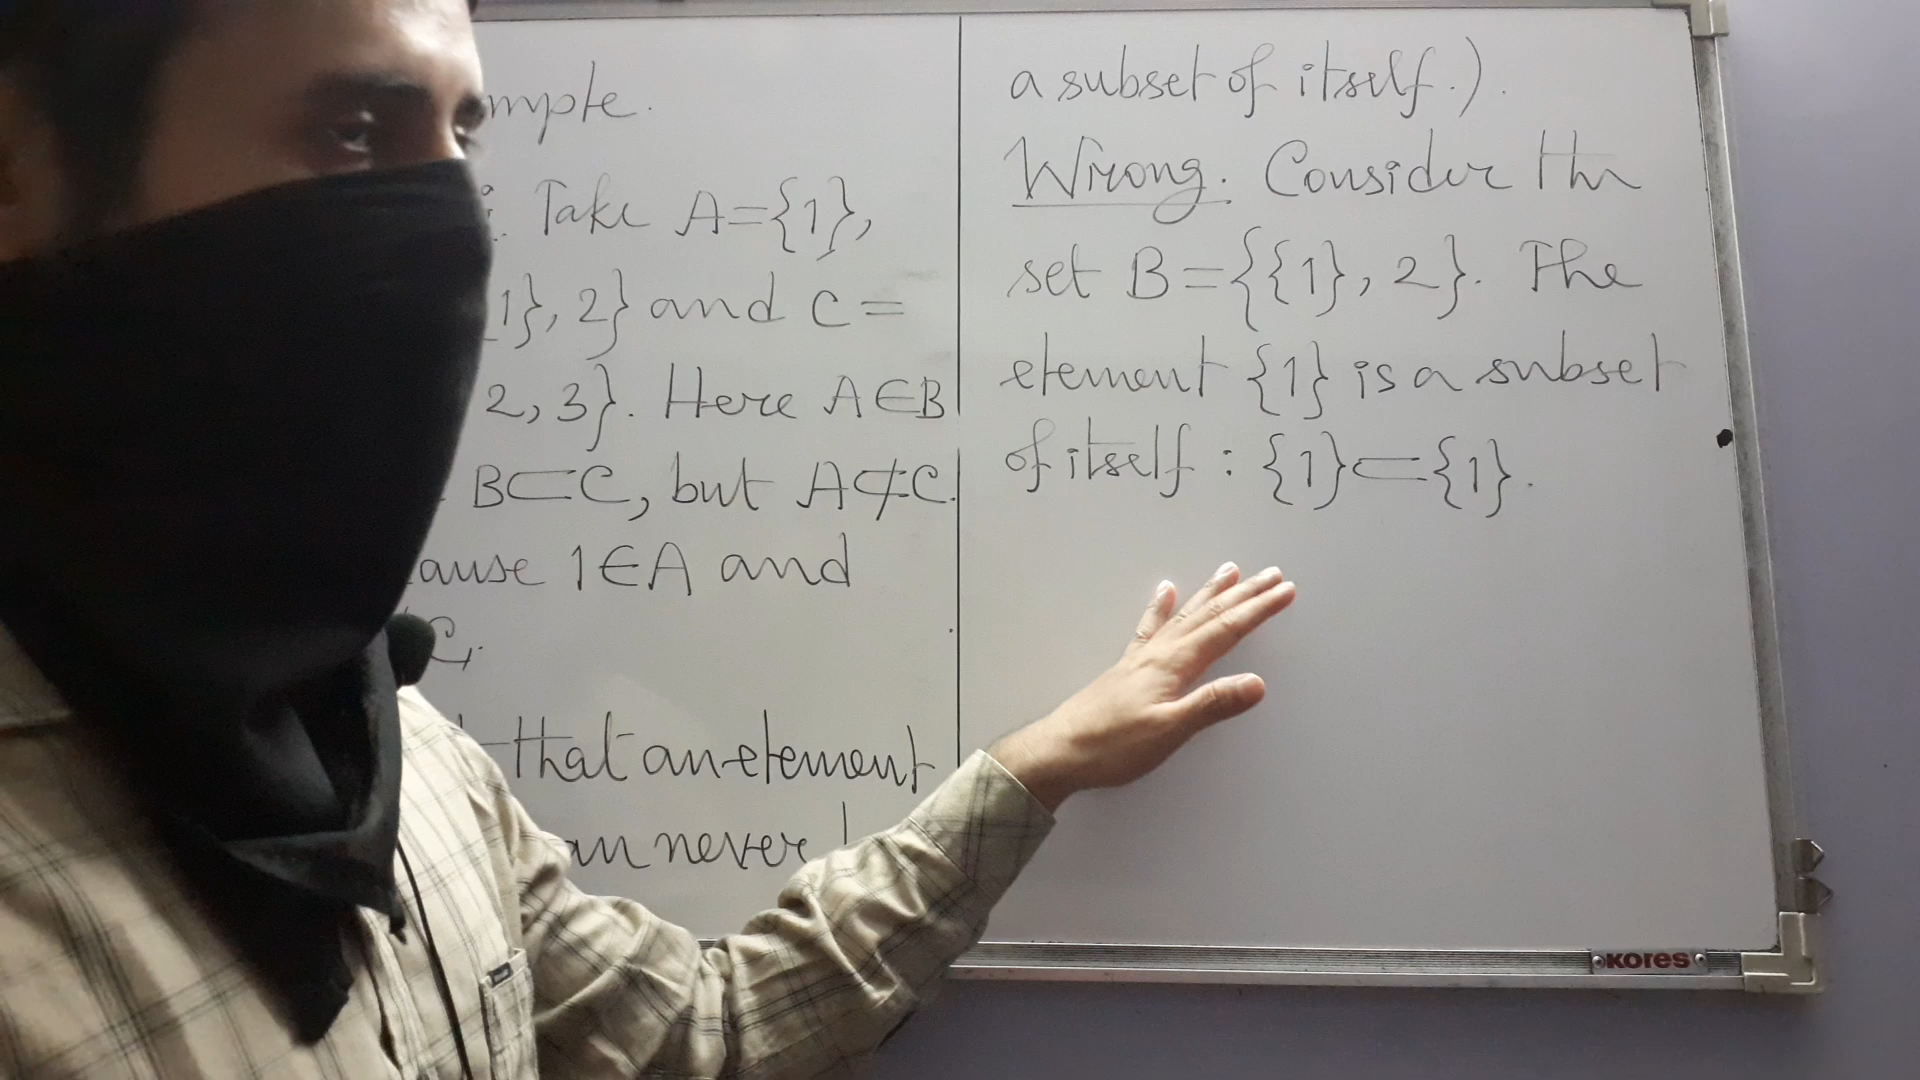 mple.
Take A={1},
1}, 2} and C =
2, 3}. Here A∈B
B⊂C, but A⊄C.
ause 1∈A and
C.
that an element
an never
a subset of itself.).
Wrong. Consider the
set B={{1}, 2}. The
element {1} is a subset
of itself : {1}⊂{1}.
kores